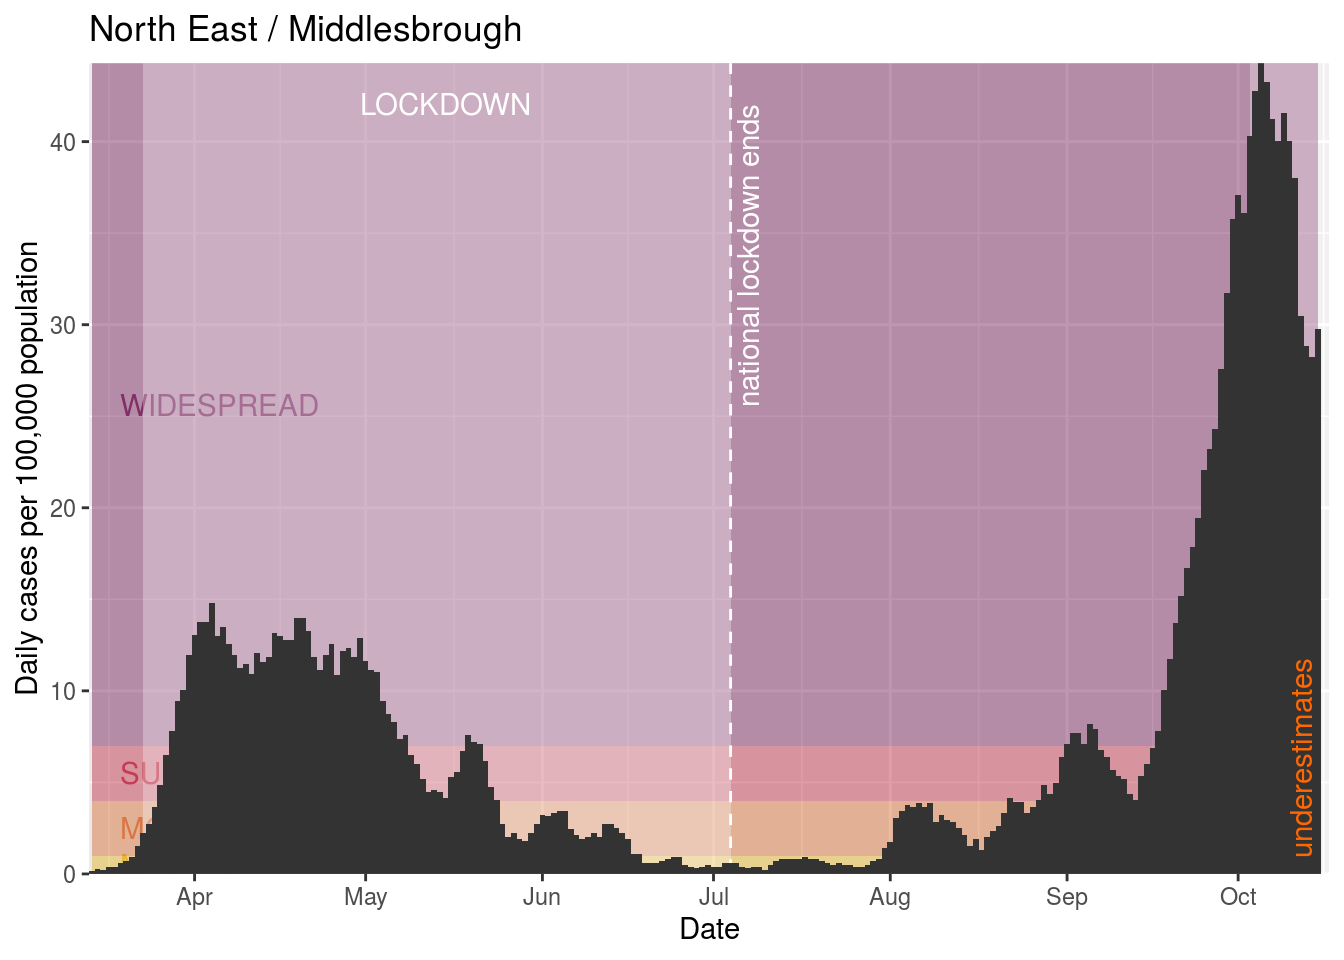 North East / Middlesbrough
LOCKDOWN
national lockdown ends
WIDESPREAD
SU
M
underestimates
Daily cases per 100,000 population
40
30
20
10
0
Apr
May
Jun
Jul
Aug
Sep
Oct
Date